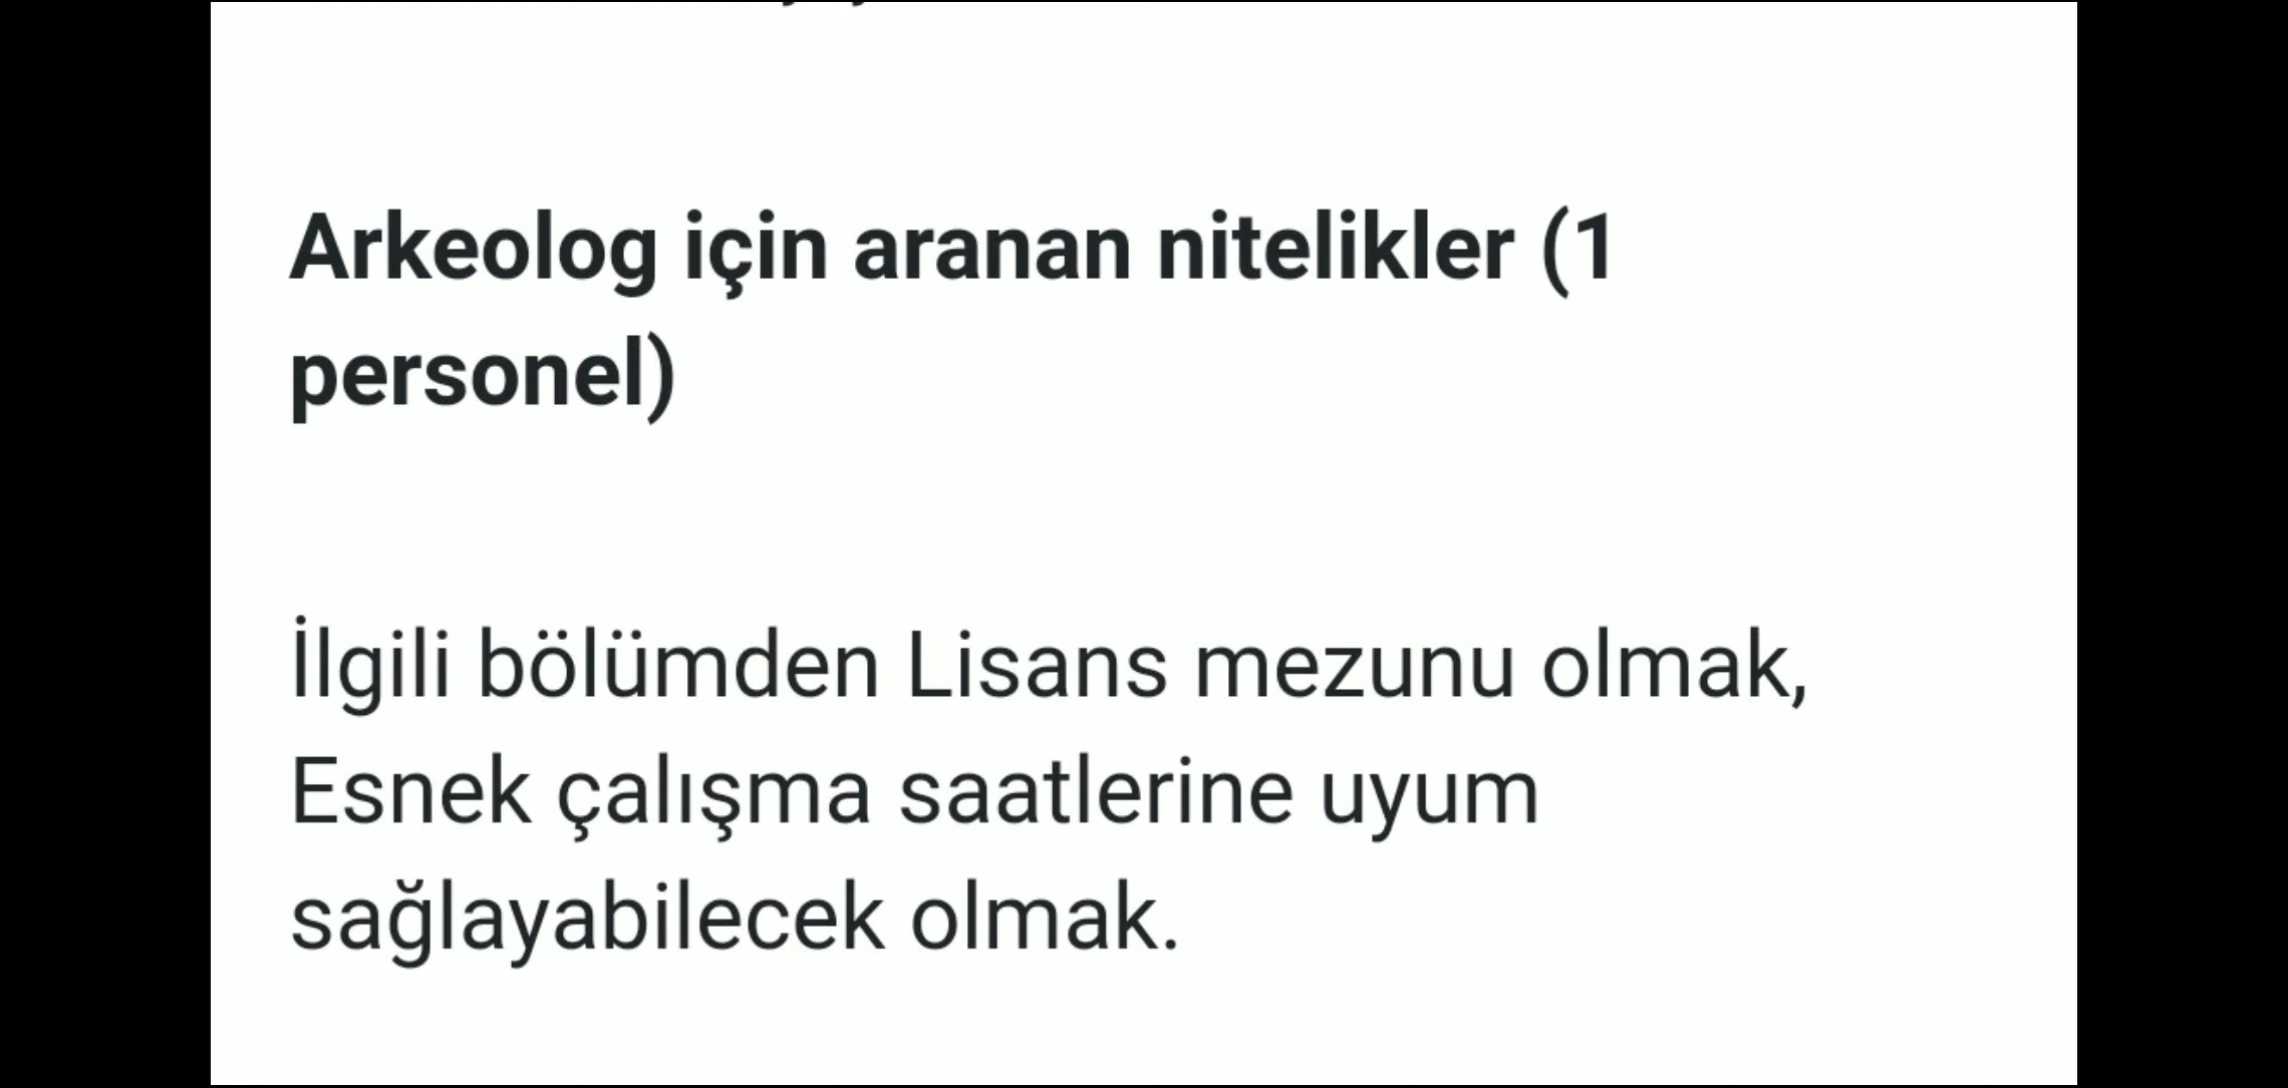 Arkeolog için aranan nitelikler (1
personel)
İlgili bölümden Lisans mezunu olmak,
Esnek çalışma saatlerine uyum
sağlayabilecek olmak.